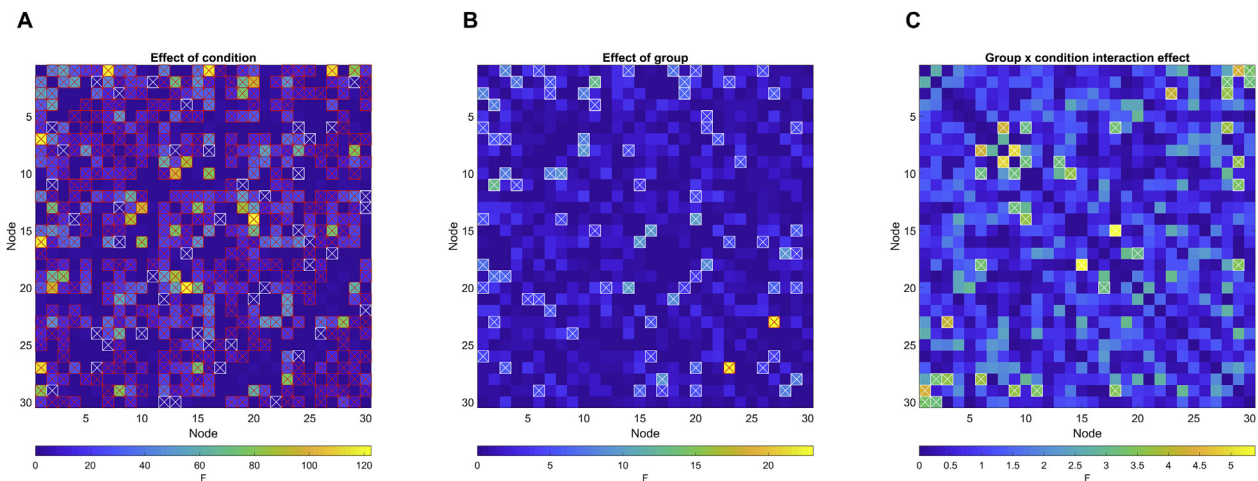 A
Effect of condition
5
10
15
20
25
30
Node
5 10 15 20 25 30
Node
0 20 40 60 80 100 120
F
B
Effect of group
5
10
15
20
25
30
Node
5 10 15 20 25 30
Node
0 5 10 15 20
F
C
Group x condition interaction effect
5
10
15
20
25
30
Node
5 10 15 20 25 30
Node
0 0.5 1 1.5 2 2.5 3 3.5 4 4.5 5
F